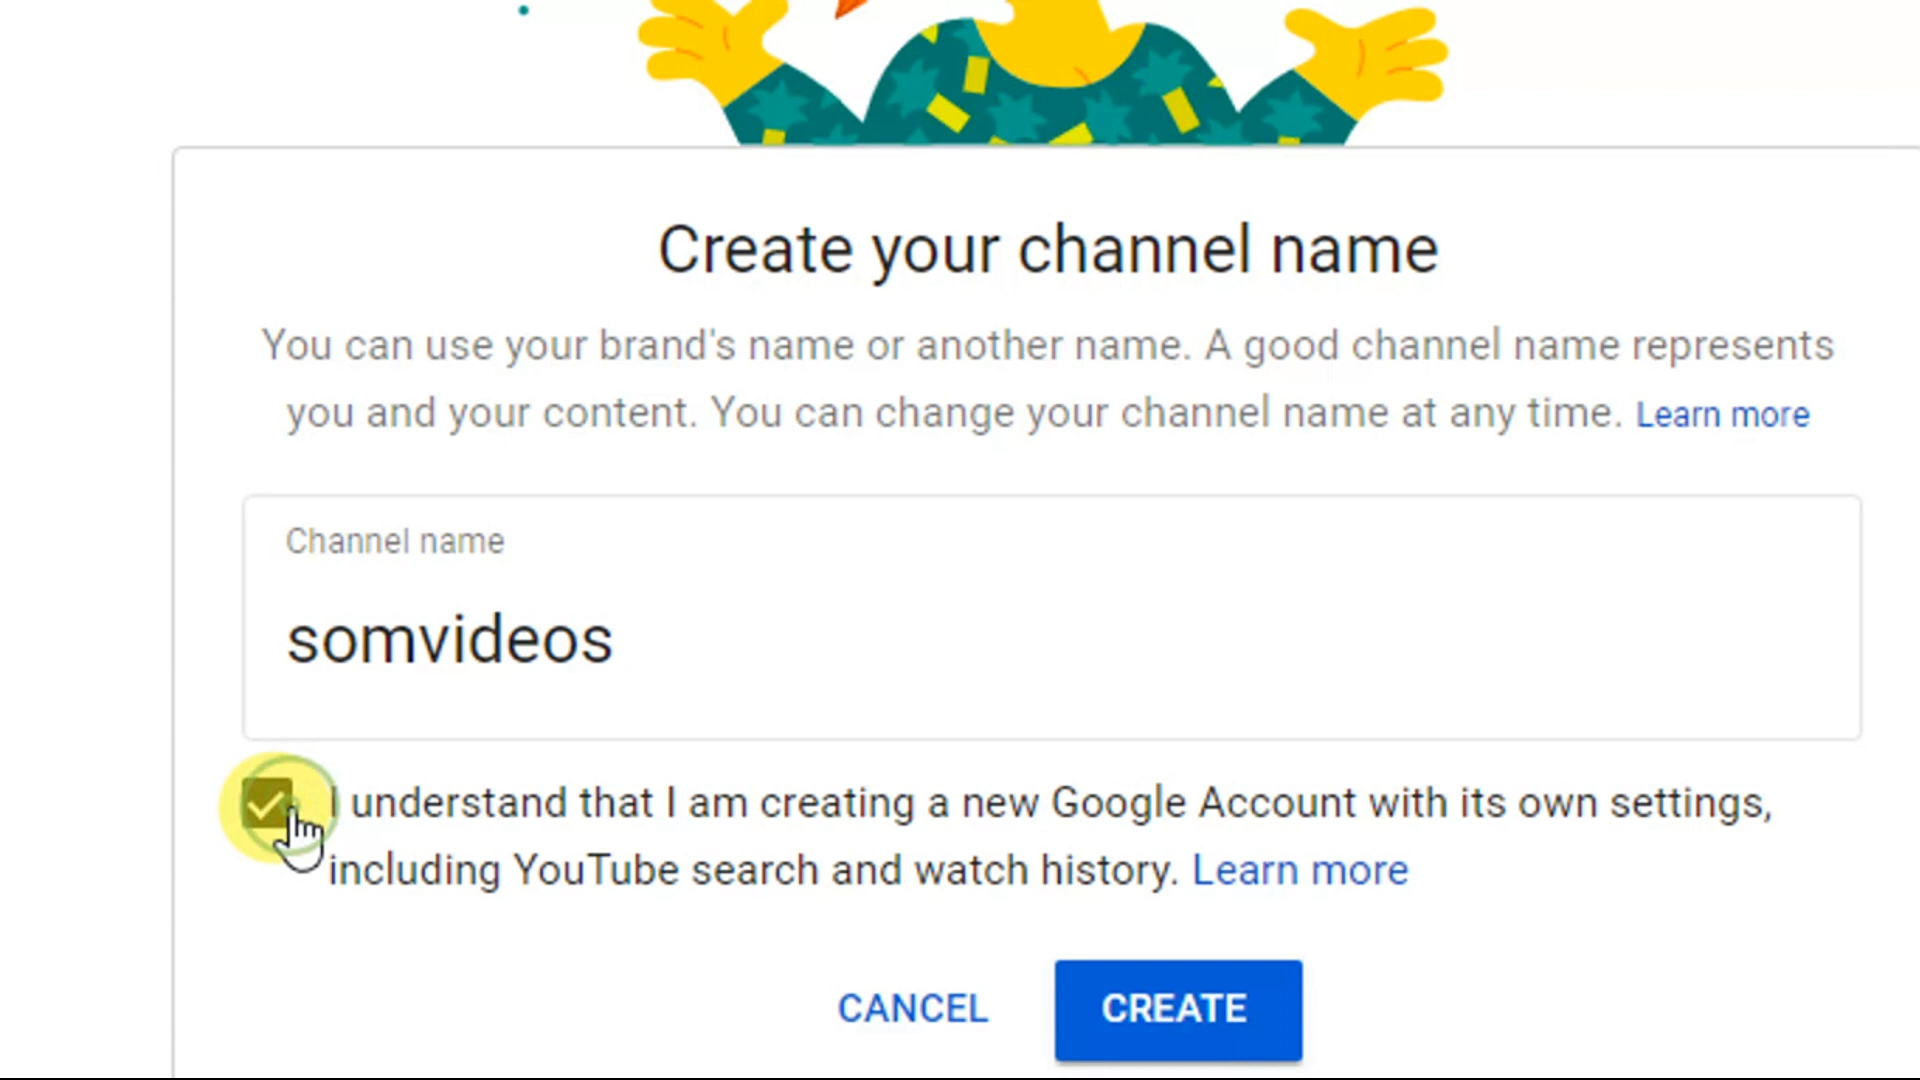 Create your channel name
You can use your brand's name or another name. A good channel name represents
you and your content. You can change your channel name at any time. Learn more
Channel name
somvideos
I understand that I am creating a new Google Account with its own settings,
including YouTube search and watch history. Learn more
CANCEL CREATE